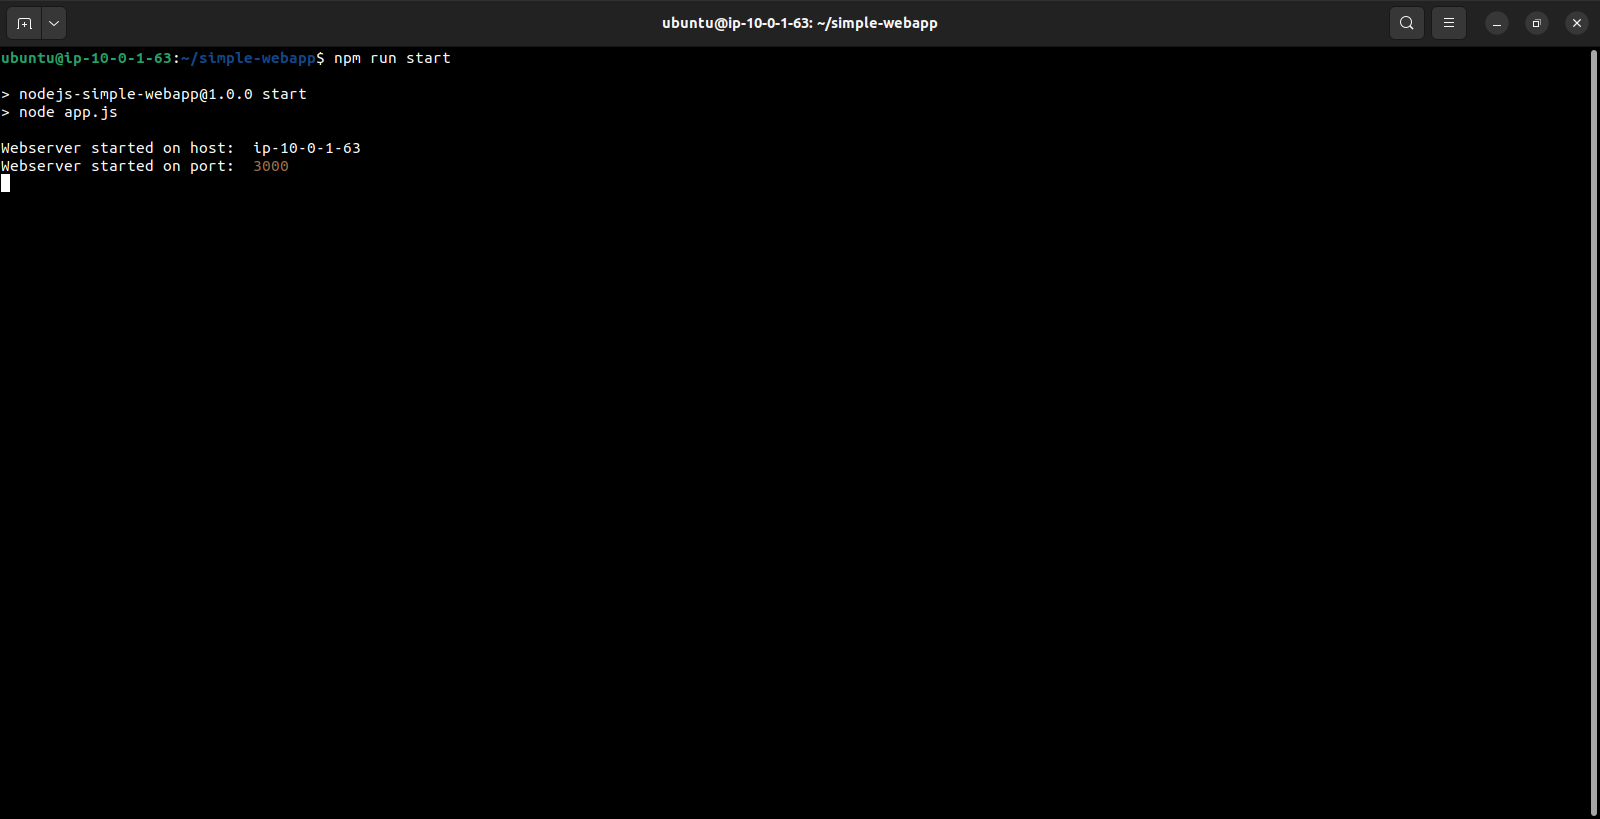 ubuntu@ip-10-0-1-63: ~/simple-webapp
ubuntu@ip-10-0-1-63:~/simple-webapp$ npm run start
> nodejs-simple-webapp@1.0.0 start
> node app.js
Webserver started on host:  ip-10-0-1-63
Webserver started on port:  3000